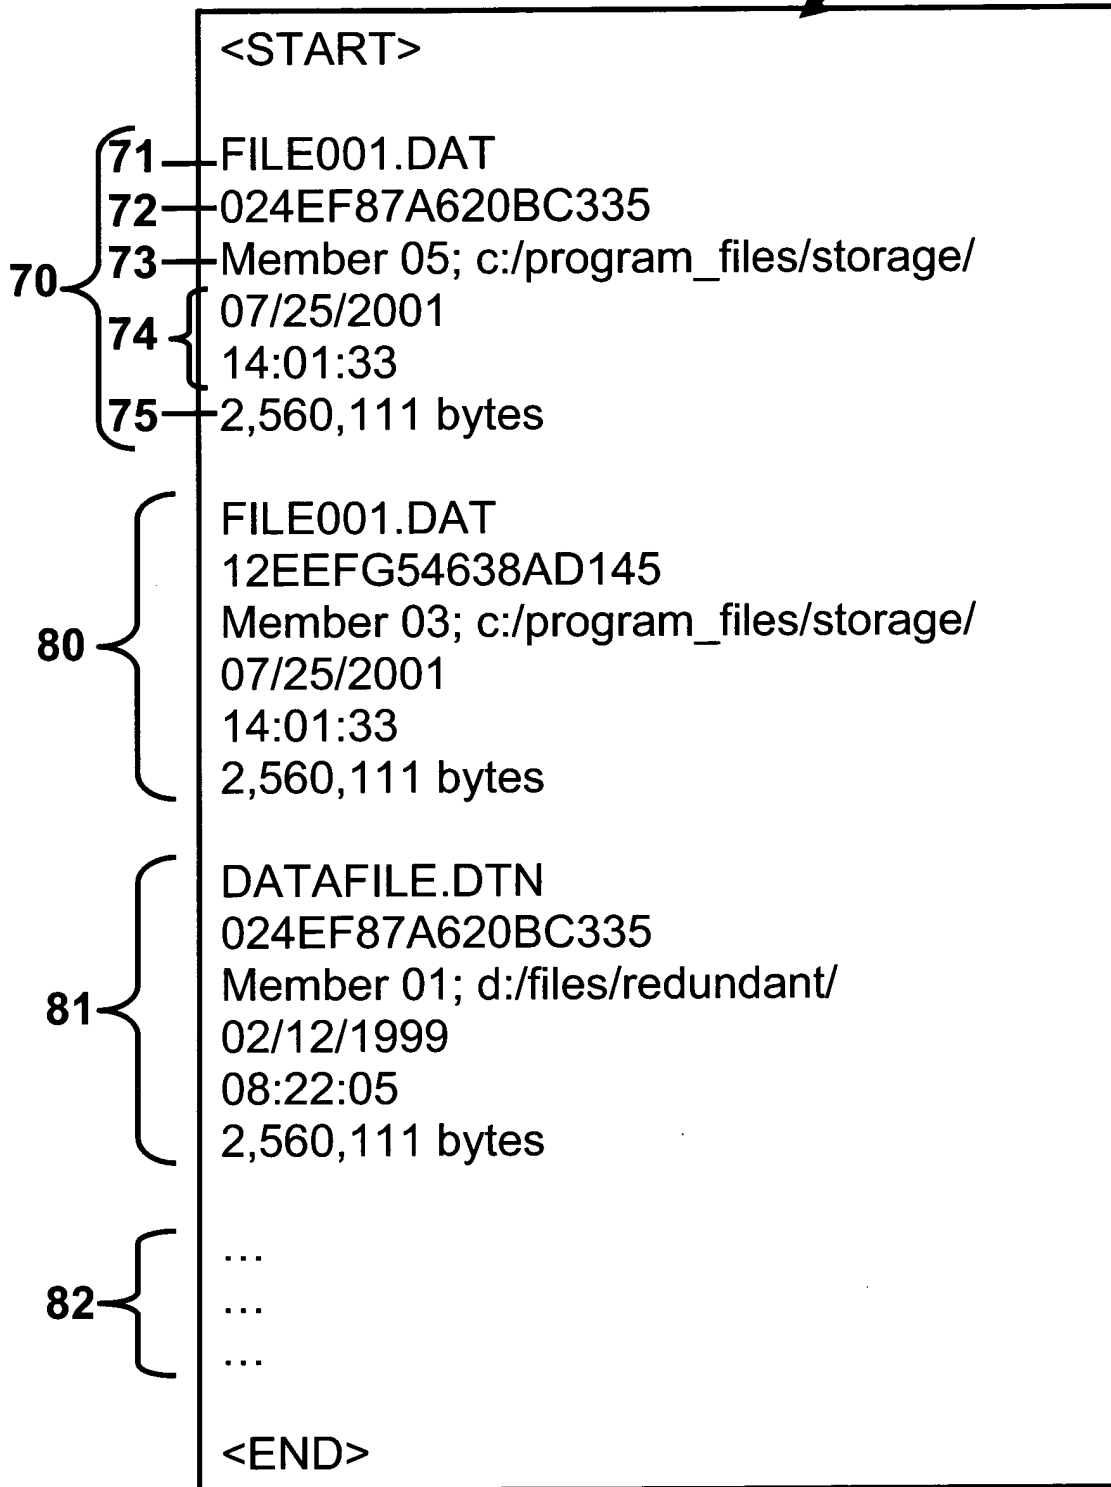 <START>
71 FILE001.DAT
72 024EF87A620BC335
70 73 Member 05; c:/program_files/storage/
74 07/25/2001
14:01:33
75 2,560,111 bytes
80
FILE001.DAT
12EEFG54638AD145
Member 03; c:/program_files/storage/
07/25/2001
14:01:33
2,560,111 bytes
81
DATAFILE.DTN
024EF87A620BC335
Member 01; d:/files/redundant/
02/12/1999
08:22:05
2,560,111 bytes
82
...
...
...
<END>